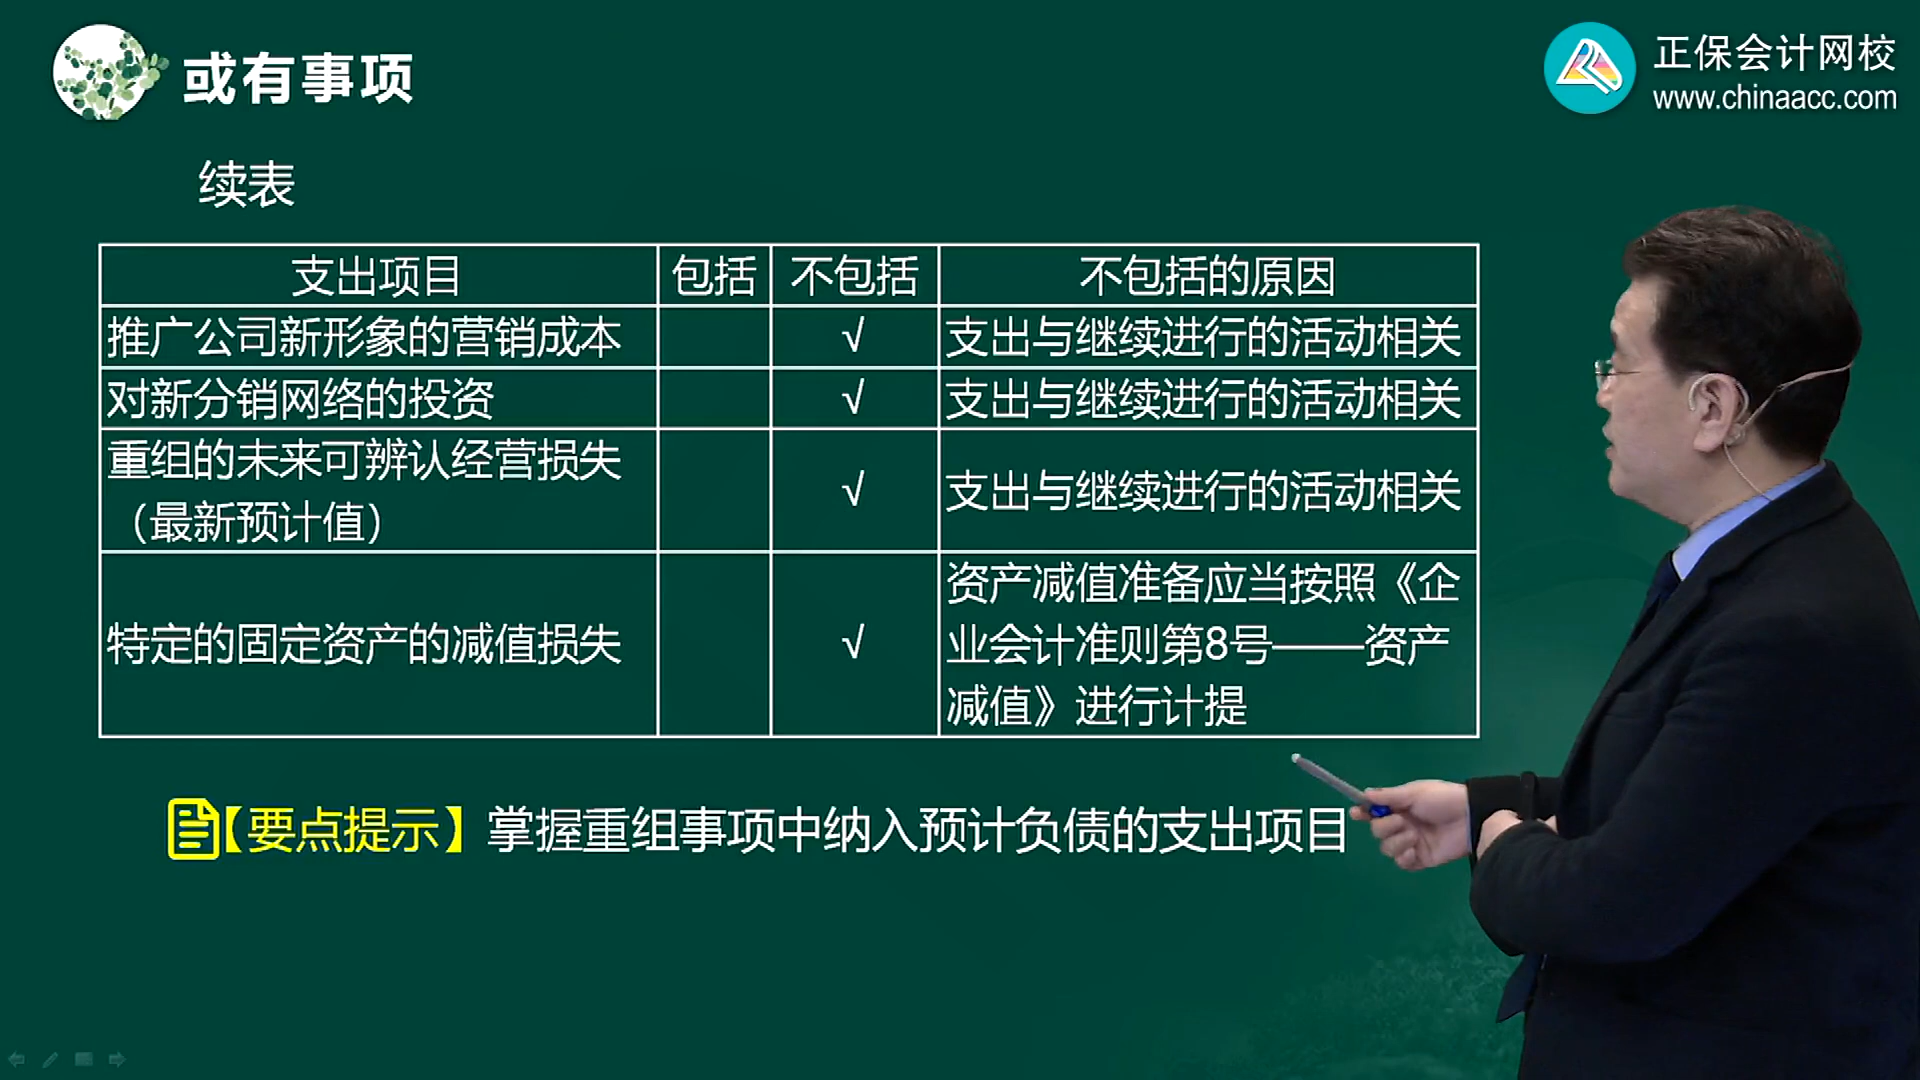 或有事项
正保会计网校
www.chinaacc.com
续表
支出项目 包括 不包括 不包括的原因
推广公司新形象的营销成本 √ 支出与继续进行的活动相关
对新分销网络的投资 √ 支出与继续进行的活动相关
重组的未来可辨认经营损失
（最新预计值） √ 支出与继续进行的活动相关
特定的固定资产的减值损失 √ 资产减值准备应当按照《企
业会计准则第8号——资产
减值》进行计提
【要点提示】掌握重组事项中纳入预计负债的支出项目